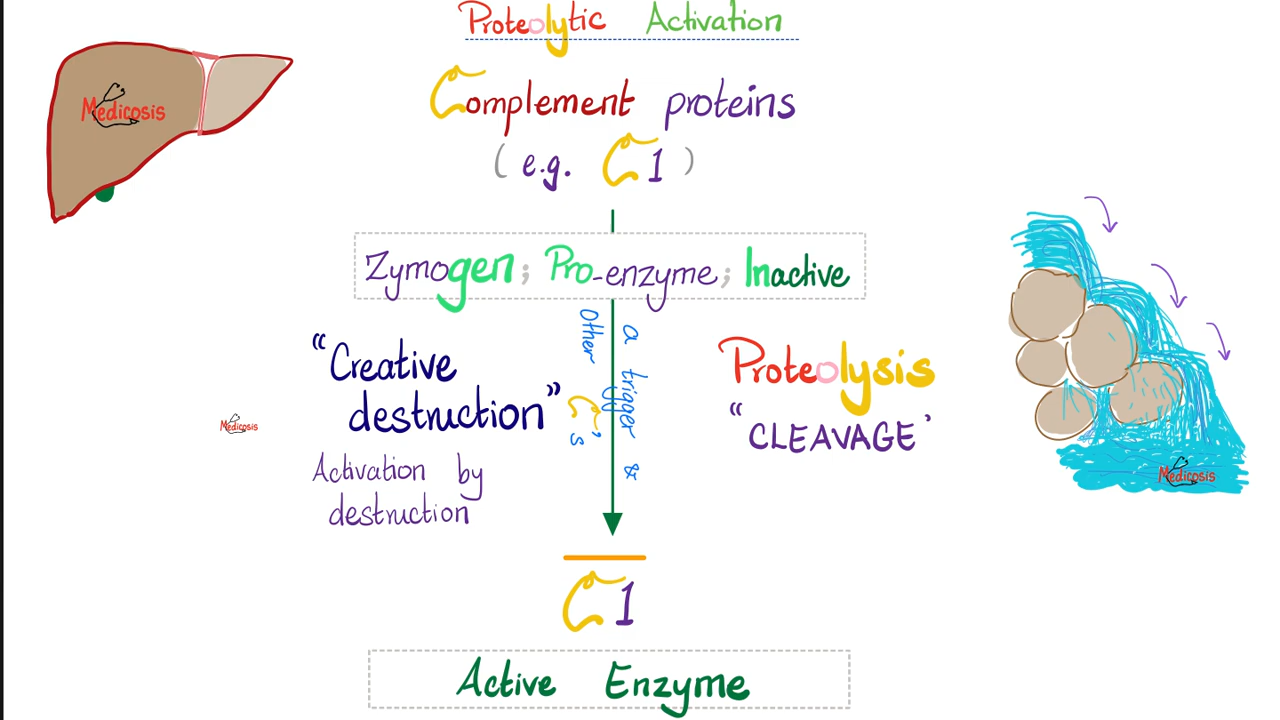 Proteolytic Activation
Medicosis
Complement proteins
(e.g. C1)
Zymogen; Pro-enzyme; Inactive
a trigger &
Other C's
"Creative
destruction"
Proteolysis
"CLEAVAGE'
Medicosis
Activation by
destruction
Medicosis
C1
Active Enzyme